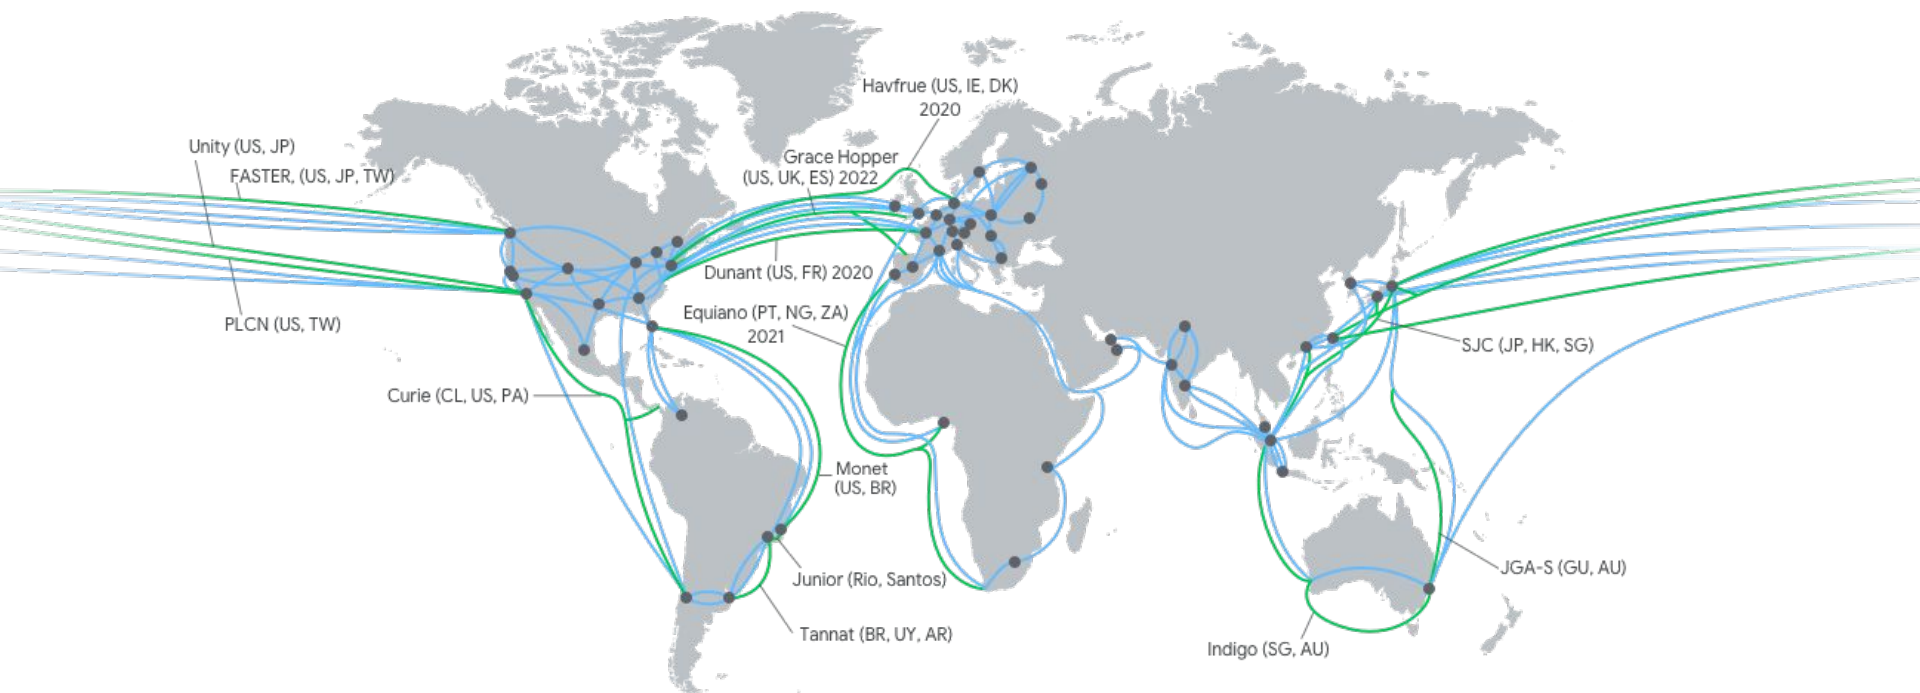 Havfrue (US, IE, DK)
2020
Unity (US, JP)
FASTER, (US, JP, TW)
Grace Hopper
(US, UK, ES) 2022
Dunant (US, FR) 2020
Equiano (PT, NG, ZA)
2021
PLCN (US, TW)
SJC (JP, HK, SG)
Curie (CL, US, PA)
Monet
(US, BR)
Junior (Rio, Santos)
JGA-S (GU, AU)
Tannat (BR, UY, AR)
Indigo (SG, AU)